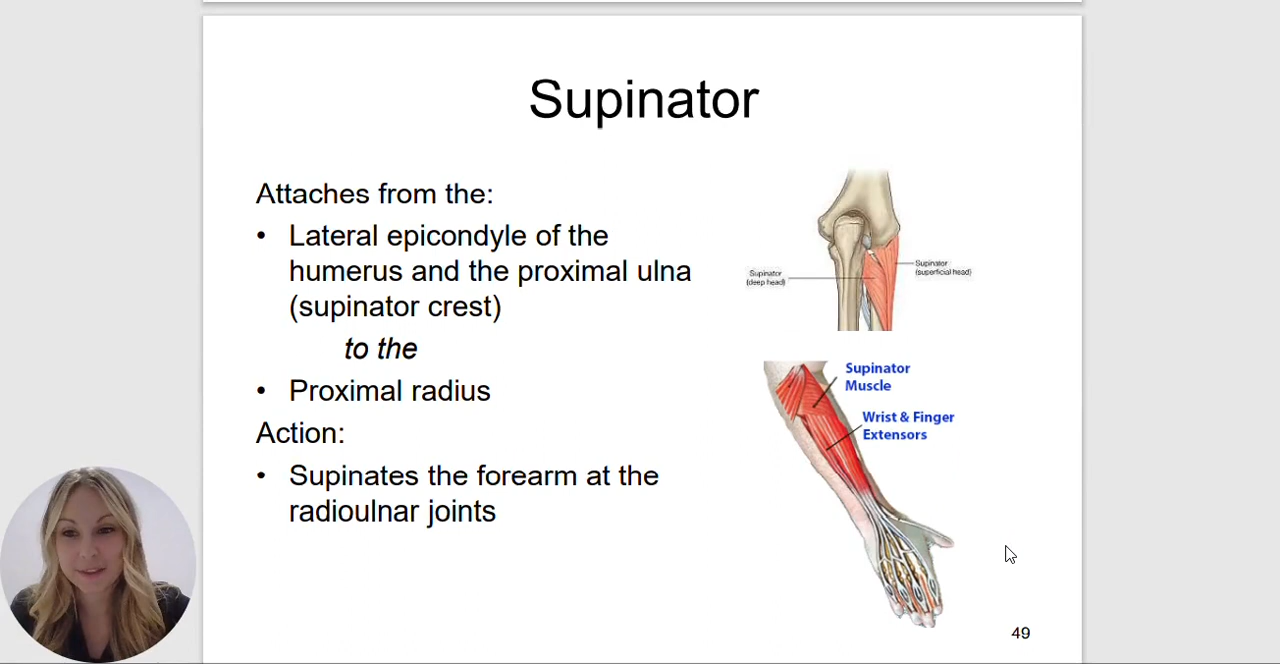 Supinator
Attaches from the:
• Lateral epicondyle of the
humerus and the proximal ulna
(supinator crest)
to the
• Proximal radius
Action:
• Supinates the forearm at the
radioulnar joints
Supinator
(deep head)
Supinator
(superficial head)
Supinator
Muscle
Wrist & Finger
Extensors
49